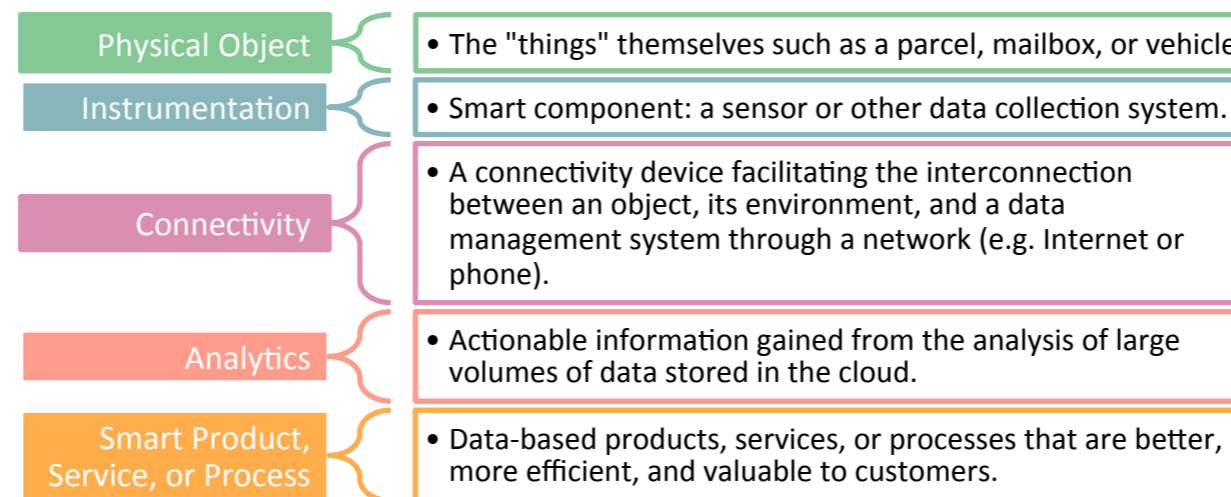 Physical Object
• The "things" themselves such as a parcel, mailbox, or vehicle
Instrumentation
• Smart component: a sensor or other data collection system.
Connectivity
• A connectivity device facilitating the interconnection
between an object, its environment, and a data
management system through a network (e.g. Internet or
phone).
Analytics
• Actionable information gained from the analysis of large
volumes of data stored in the cloud.
Smart Product,
Service, or Process
• Data-based products, services, or processes that are better,
more efficient, and valuable to customers.